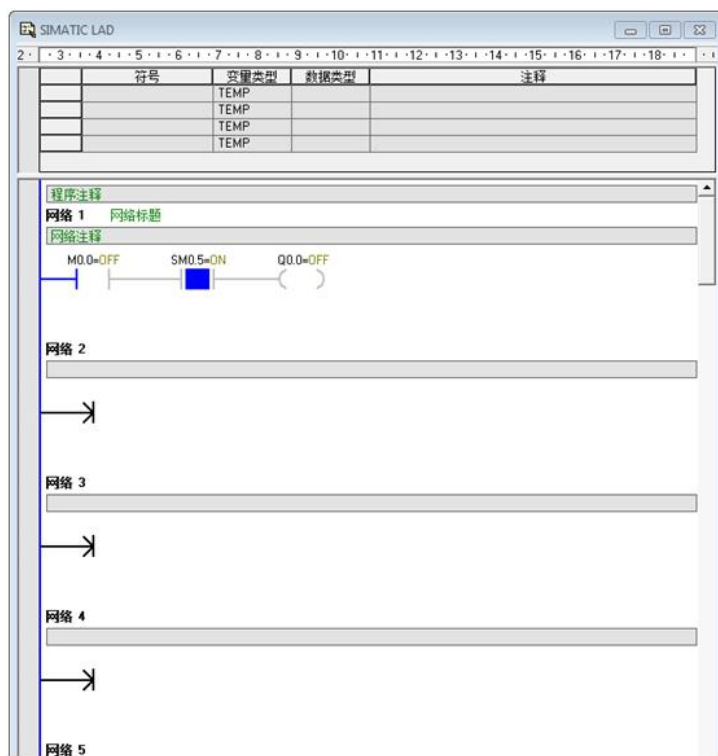 SIMATIC LAD
2 · · 3 · 4 · 5 · 6 · 7 · 8 · 9 · 10 · 11 · 12 · 13 · 14 · 15 · 16 · 17 · 18 ·
符号 变量类型 数据类型 注释
TEMP
TEMP
TEMP
TEMP
程序注释
网络 1 网络标题
网络注释
M0.0=OFF SM0.5=ON Q0.0=OFF
网络 2
网络 3
网络 4
网络 5